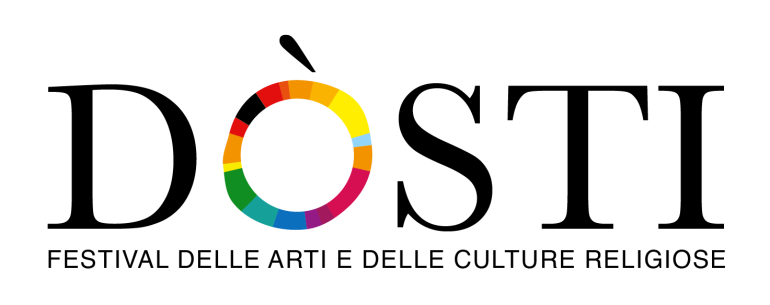 DÒSTI
FESTIVAL DELLE ARTI E DELLE CULTURE RELIGIOSE